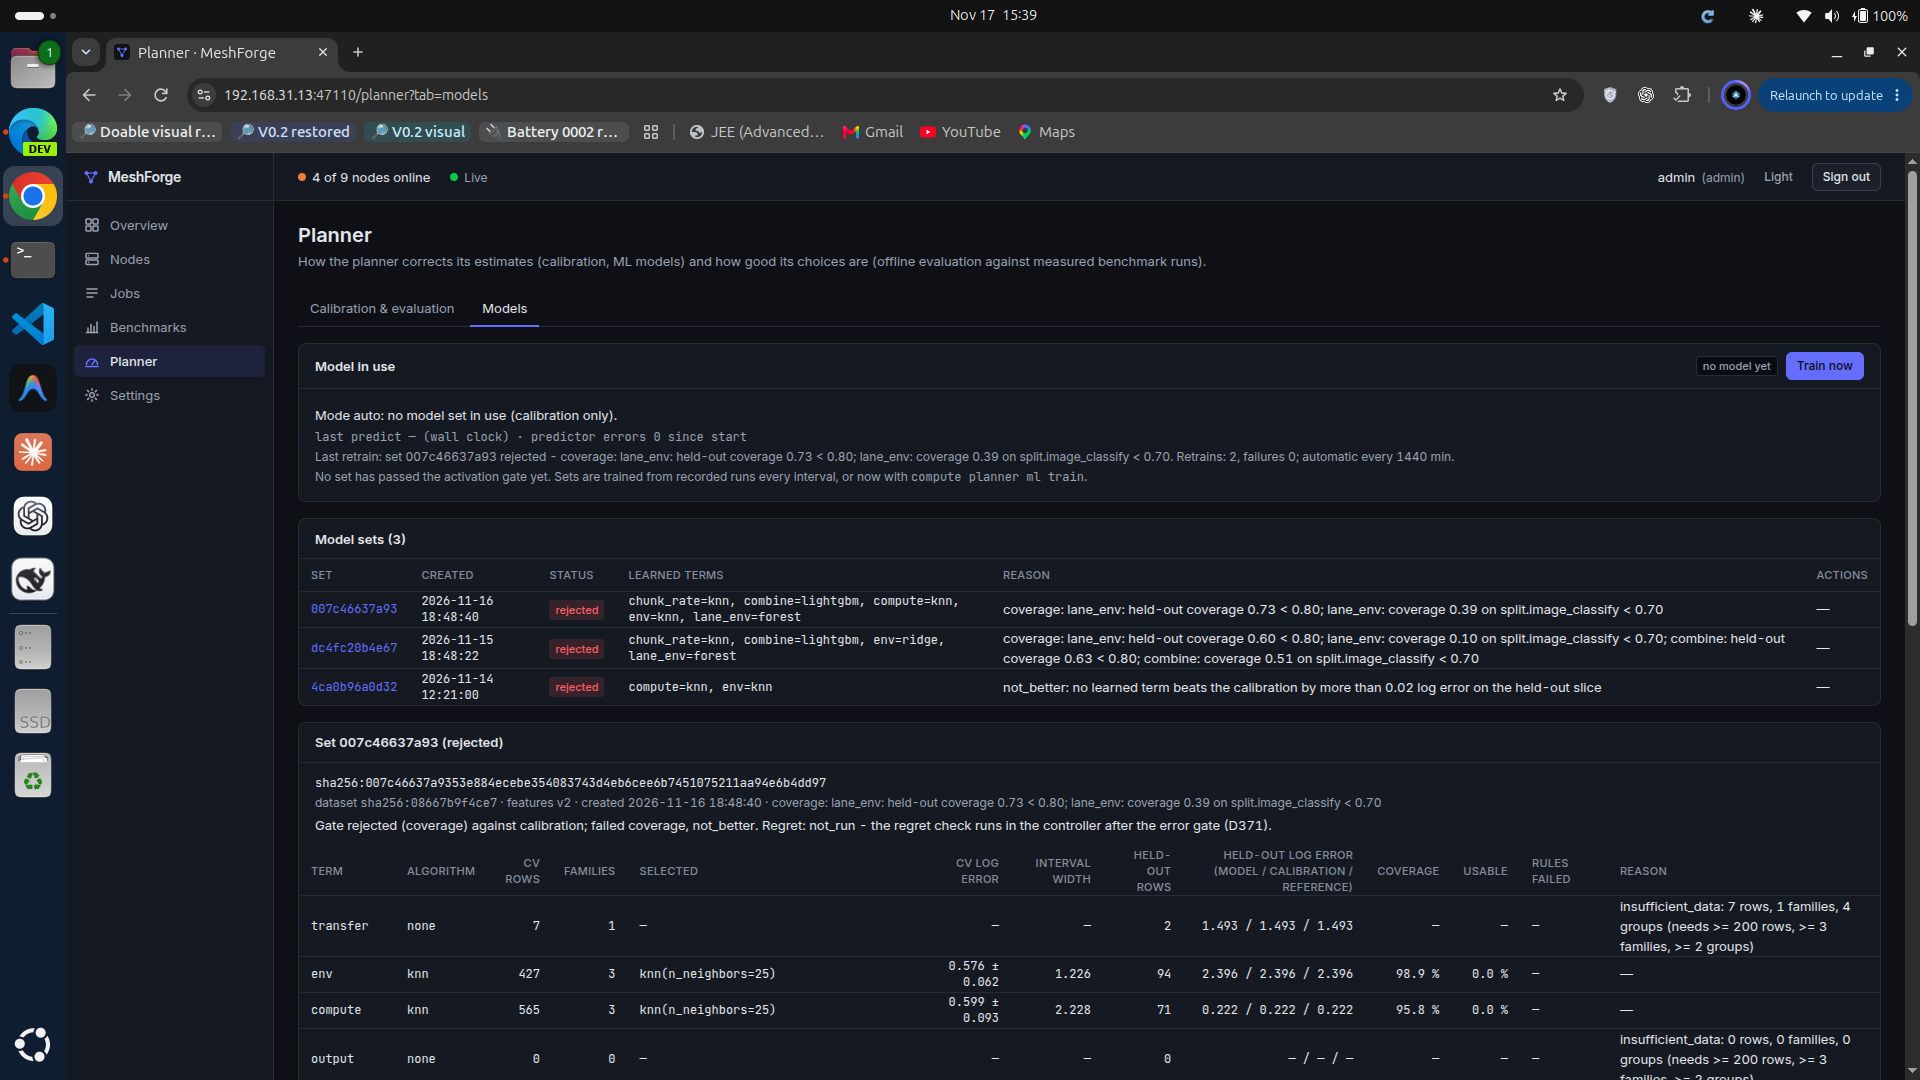 Nov 17 15:39
100%
1
Planner · MeshForge
192.168.31.13:47110/planner?tab=models
Relaunch to update
DEV
Doable visual r...
V0.2 restored
V0.2 visual
Battery 0002 r...
JEE (Advanced...
Gmail
YouTube
Maps
MeshForge
4 of 9 nodes online
Live
admin (admin)
Light
Sign out
Overview
Nodes
Jobs
Benchmarks
Planner
Settings
Planner
How the planner corrects its estimates (calibration, ML models) and how good its choices are (offline evaluation against measured benchmark runs).
Calibration & evaluation
Models
Model in use
no model yet
Train now
Mode auto: no model set in use (calibration only).
last predict — (wall clock) · predictor errors 0 since start
Last retrain: set 007c46637a93 rejected - coverage: lane_env: held-out coverage 0.73 < 0.80; lane_env: coverage 0.39 on split.image_classify < 0.70. Retrains: 2, failures 0; automatic every 1440 min.
No set has passed the activation gate yet. Sets are trained from recorded runs every interval, or now with compute planner ml train.
Model sets (3)
SET CREATED STATUS LEARNED TERMS REASON ACTIONS
007c46637a93 2026-11-16 18:48:40 rejected chunk_rate=knn, combine=lightgbm, compute=knn, env=knn, lane_env=forest coverage: lane_env: held-out coverage 0.73 < 0.80; lane_env: coverage 0.39 on split.image_classify < 0.70 —
dc4fc20b4e67 2026-11-15 18:48:22 rejected chunk_rate=knn, combine=lightgbm, env=ridge, lane_env=forest coverage: lane_env: held-out coverage 0.60 < 0.80; lane_env: coverage 0.10 on split.image_classify < 0.70; combine: held-out coverage 0.63 < 0.80; combine: coverage 0.51 on split.image_classify < 0.70 —
4ca0b96a0d32 2026-11-14 12:21:00 rejected compute=knn, env=knn not_better: no learned term beats the calibration by more than 0.02 log error on the held-out slice —
Set 007c46637a93 (rejected)
sha256:007c46637a9353e884ecebe354083743d4eb6cee6b7451075211aa94e6b4dd97
dataset sha256:08667b9f4ce7 · features v2 · created 2026-11-16 18:48:40 · coverage: lane_env: held-out coverage 0.73 < 0.80; lane_env: coverage 0.39 on split.image_classify < 0.70
Gate rejected (coverage) against calibration; failed coverage, not_better. Regret: not_run - the regret check runs in the controller after the error gate (D371).
TERM ALGORITHM CV ROWS FAMILIES SELECTED CV LOG ERROR INTERVAL WIDTH HELD-OUT ROWS HELD-OUT LOG ERROR (MODEL / CALIBRATION / REFERENCE) COVERAGE USABLE RULES FAILED REASON
transfer none 7 1 — — — 2 1.493 / 1.493 / 1.493 — — — insufficient_data: 7 rows, 1 families, 4 groups (needs >= 200 rows, >= 3 families, >= 2 groups)
env knn 427 3 knn(n_neighbors=25) 0.576 ± 0.062 1.226 94 2.396 / 2.396 / 2.396 98.9 % 0.0 % — —
compute knn 565 3 knn(n_neighbors=25) 0.599 ± 0.093 2.228 71 0.222 / 0.222 / 0.222 95.8 % 0.0 % — —
output none 0 0 — — — 0 — / — / — — — — insufficient_data: 0 rows, 0 families, 0 groups (needs >= 200 rows, >= 3 families, >= 2 groups)
SSD